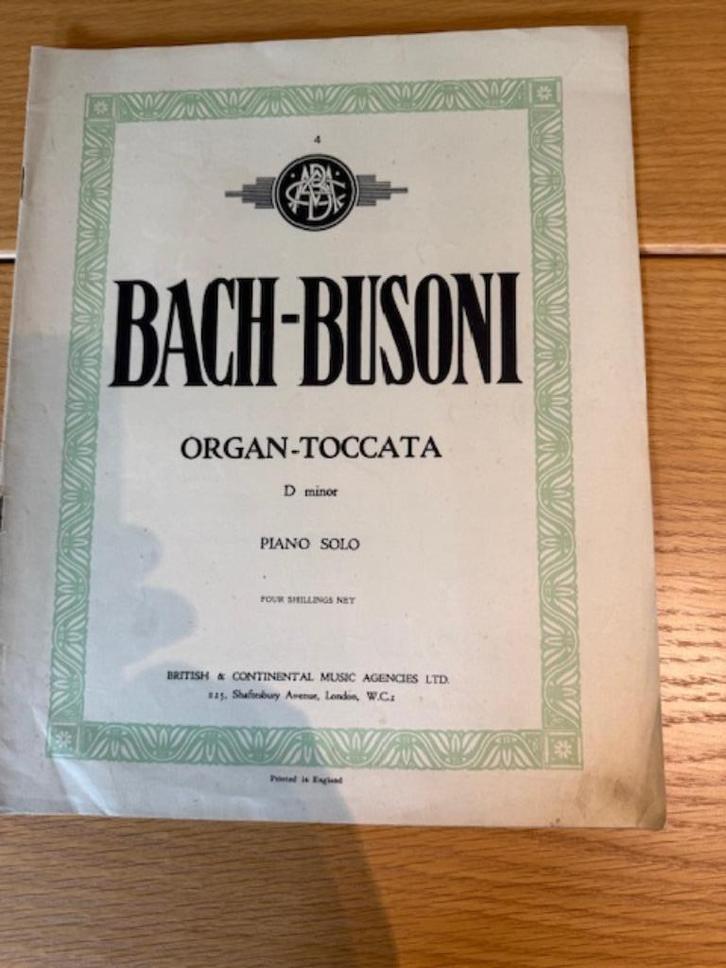 4
BACH-BUSONI
ORGAN-TOCCATA
D minor
PIANO SOLO
FOUR SHILLINGS NET
BRITISH & CONTINENTAL MUSIC AGENCIES LTD.
Shaftesbury Avenue, London, W.C.2
Printed in England